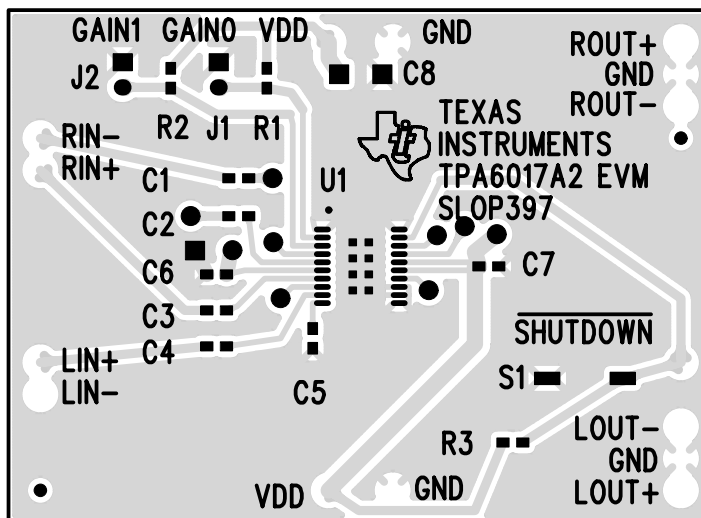 GAIN1 GAIN0 VDD GND
J2 C8 ROUT+
GND
ROUT-
R2 J1 R1
RIN-
RIN+
TEXAS
INSTRUMENTS
TPA6017A2 EVM
SLOP397
C1 U1
C2
C6 C7
C3
C4
SHUTDOWN
LIN+
LIN-
C5 S1
R3
LOUT-
GND
LOUT+
VDD GND